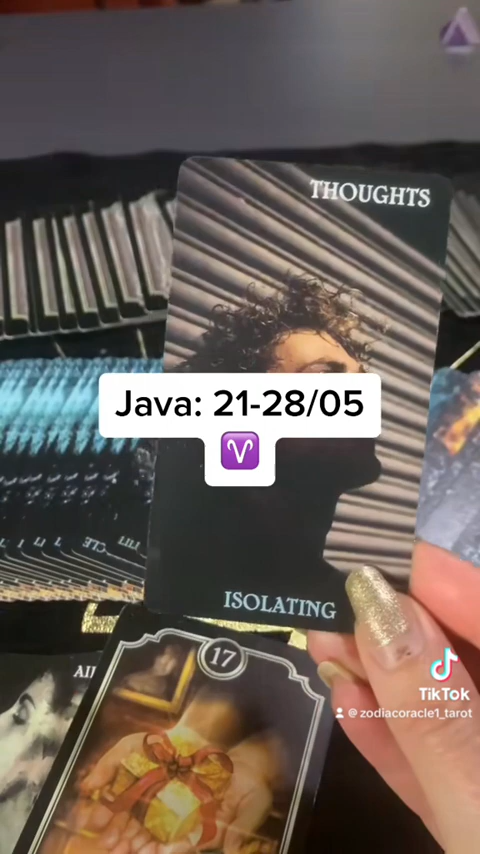 THOUGHTS
Java: 21-28/05
♈
ISOLATING
17
TikTok
@zodiacoracle1_tarot